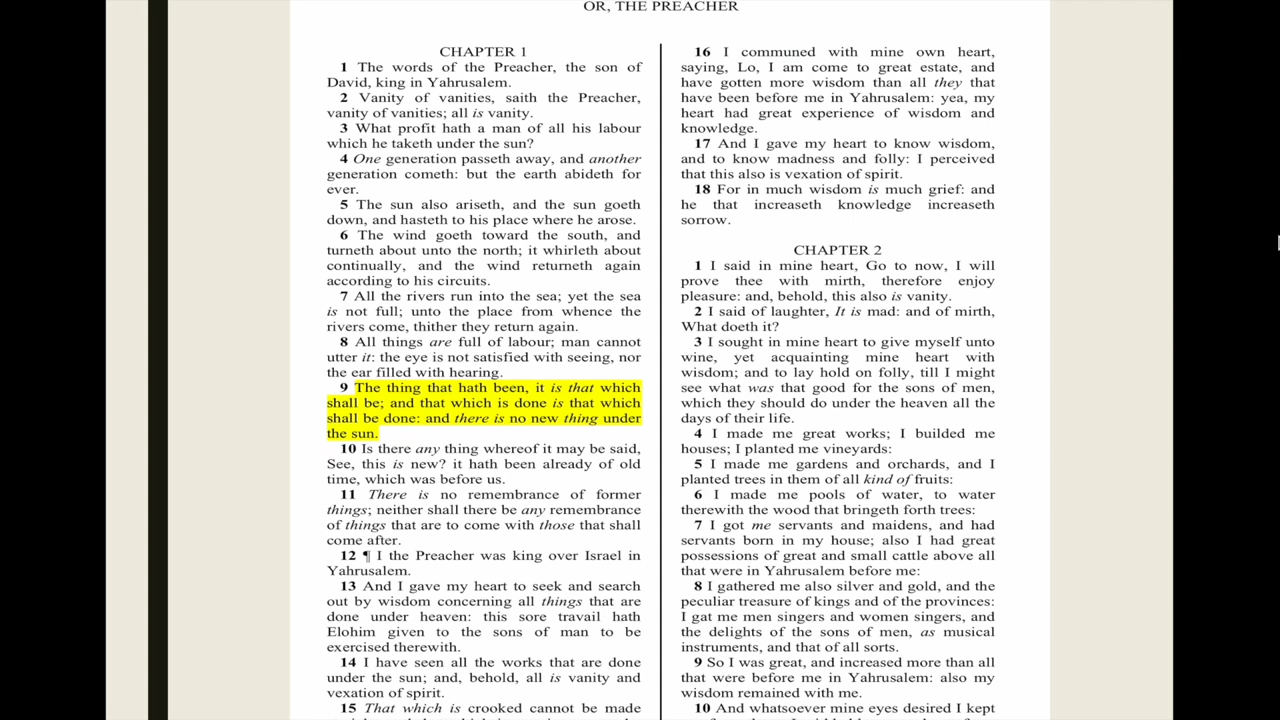 OR, THE PREACHER
CHAPTER 1
1 The words of the Preacher, the son of
David, king in Yahrusalem.
2 Vanity of vanities, saith the Preacher,
vanity of vanities; all is vanity.
3 What profit hath a man of all his labour
which he taketh under the sun?
4 One generation passeth away, and another
generation cometh: but the earth abideth for
ever.
5 The sun also ariseth, and the sun goeth
down, and hasteth to his place where he arose.
6 The wind goeth toward the south, and
turneth about unto the north; it whirleth about
continually, and the wind returneth again
according to his circuits.
7 All the rivers run into the sea; yet the sea
is not full; unto the place from whence the
rivers come, thither they return again.
8 All things are full of labour; man cannot
utter it: the eye is not satisfied with seeing, nor
the ear filled with hearing.
9 The thing that hath been, it is that which
shall be; and that which is done is that which
shall be done: and there is no new thing under
the sun.
10 Is there any thing whereof it may be said,
See, this is new? it hath been already of old
time, which was before us.
11 There is no remembrance of former
things; neither shall there be any remembrance
of things that are to come with those that shall
come after.
12 ¶ I the Preacher was king over Israel in
Yahrusalem.
13 And I gave my heart to seek and search
out by wisdom concerning all things that are
done under heaven: this sore travail hath
Elohim given to the sons of man to be
exercised therewith.
14 I have seen all the works that are done
under the sun; and, behold, all is vanity and
vexation of spirit.
15 That which is crooked cannot be made
16 I communed with mine own heart,
saying, Lo, I am come to great estate, and
have gotten more wisdom than all they that
have been before me in Yahrusalem: yea, my
heart had great experience of wisdom and
knowledge.
17 And I gave my heart to know wisdom,
and to know madness and folly: I perceived
that this also is vexation of spirit.
18 For in much wisdom is much grief: and
he that increaseth knowledge increaseth
sorrow.
CHAPTER 2
1 I said in mine heart, Go to now, I will
prove thee with mirth, therefore enjoy
pleasure: and, behold, this also is vanity.
2 I said of laughter, It is mad: and of mirth,
What doeth it?
3 I sought in mine heart to give myself unto
wine, yet acquainting mine heart with
wisdom; and to lay hold on folly, till I might
see what was that good for the sons of men,
which they should do under the heaven all the
days of their life.
4 I made me great works; I builded me
houses; I planted me vineyards:
5 I made me gardens and orchards, and I
planted trees in them of all kind of fruits:
6 I made me pools of water, to water
therewith the wood that bringeth forth trees:
7 I got me servants and maidens, and had
servants born in my house; also I had great
possessions of great and small cattle above all
that were in Yahrusalem before me:
8 I gathered me also silver and gold, and the
peculiar treasure of kings and of the provinces:
I gat me men singers and women singers, and
the delights of the sons of men, as musical
instruments, and that of all sorts.
9 So I was great, and increased more than all
that were before me in Yahrusalem: also my
wisdom remained with me.
10 And whatsoever mine eyes desired I kept